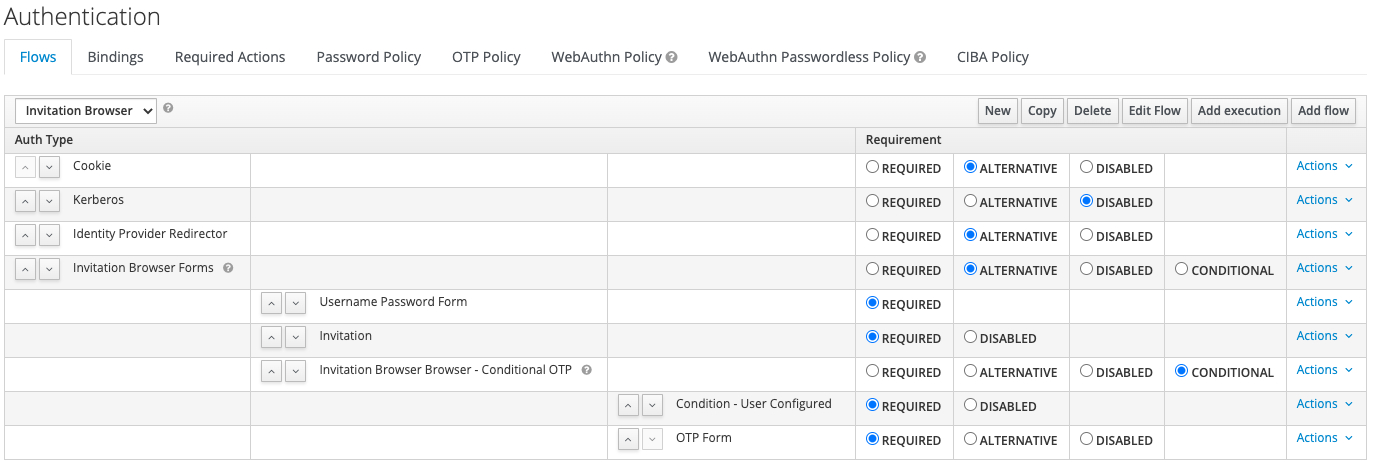 Authentication
Flows Bindings Required Actions Password Policy OTP Policy WebAuthn Policy WebAuthn Passwordless Policy CIBA Policy
Invitation Browser New Copy Delete Edit Flow Add execution Add flow
Auth Type Requirement
Cookie REQUIRED ALTERNATIVE DISABLED Actions
Kerberos REQUIRED ALTERNATIVE DISABLED Actions
Identity Provider Redirector REQUIRED ALTERNATIVE DISABLED Actions
Invitation Browser Forms REQUIRED ALTERNATIVE DISABLED CONDITIONAL Actions
Username Password Form REQUIRED Actions
Invitation REQUIRED DISABLED Actions
Invitation Browser Browser - Conditional OTP REQUIRED ALTERNATIVE DISABLED CONDITIONAL Actions
Condition - User Configured REQUIRED DISABLED Actions
OTP Form REQUIRED ALTERNATIVE DISABLED Actions